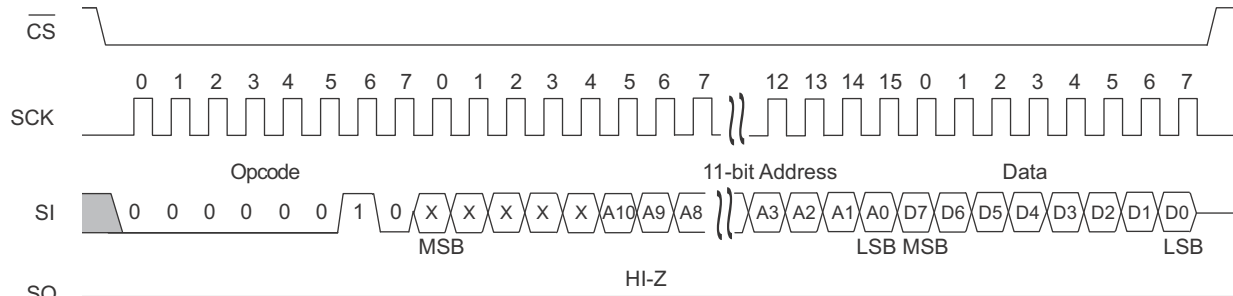 CS
0 1 2 3 4 5 6 7 0 1 2 3 4 5 6 7 12 13 14 15 0 1 2 3 4 5 6 7
SCK
Opcode 11-bit Address Data
SI 0 0 0 0 0 0 1 0 X X X X X A10 A9 A8 A3 A2 A1 A0 D7 D6 D5 D4 D3 D2 D1 D0
MSB LSB MSB LSB
HI-Z
SO